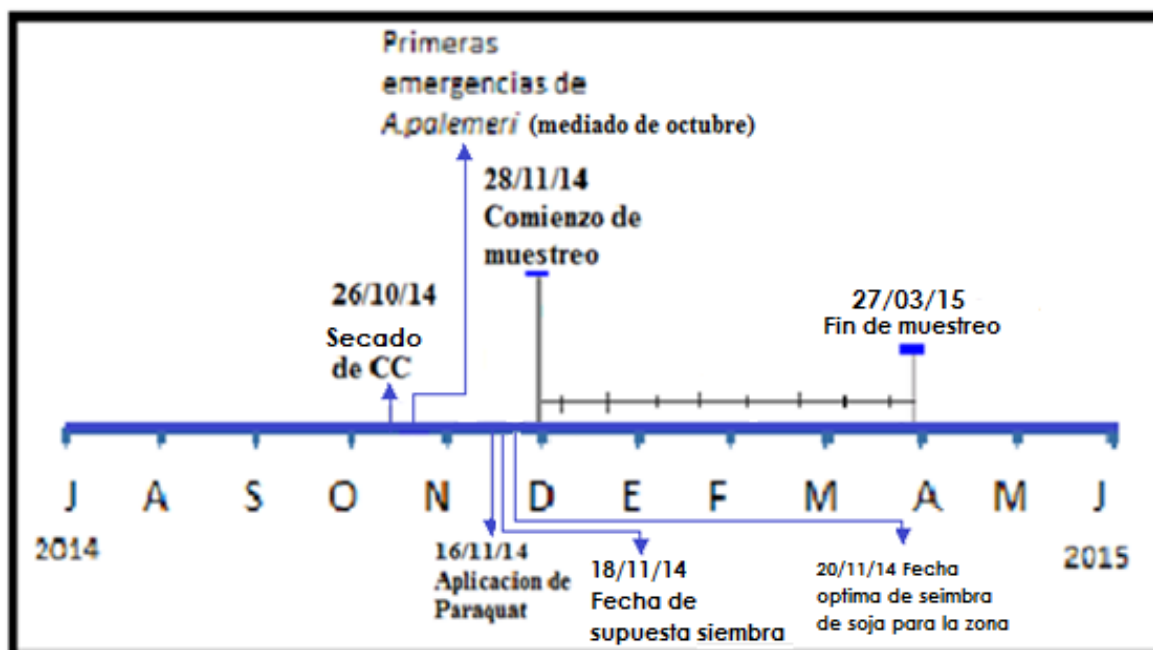 Primeras
emergencias de
A.palemeri (mediado de octubre)
28/11/14
Comienzo de
muestreo
26/10/14
Secado
de CC
27/03/15
Fin de muestreo
J A S O N D E F M A M J
2014
2015
16/11/14
Aplicacion de
Paraquat
18/11/14
Fecha de
supuesta siembra
20/11/14 Fecha
optima de seimbra
de soja para la zona